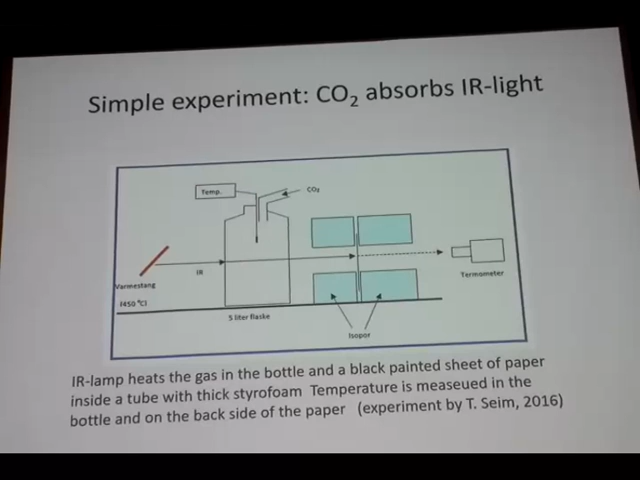 Simple experiment: CO2 absorbs IR-light
Temp.
CO2
IR
Varmestang
(450 °C)
5 liter flaske
Termometer
Isopor
IR-lamp heats the gas in the bottle and a black painted sheet of paper
inside a tube with thick styrofoam Temperature is measeued in the
bottle and on the back side of the paper (experiment by T. Seim, 2016)